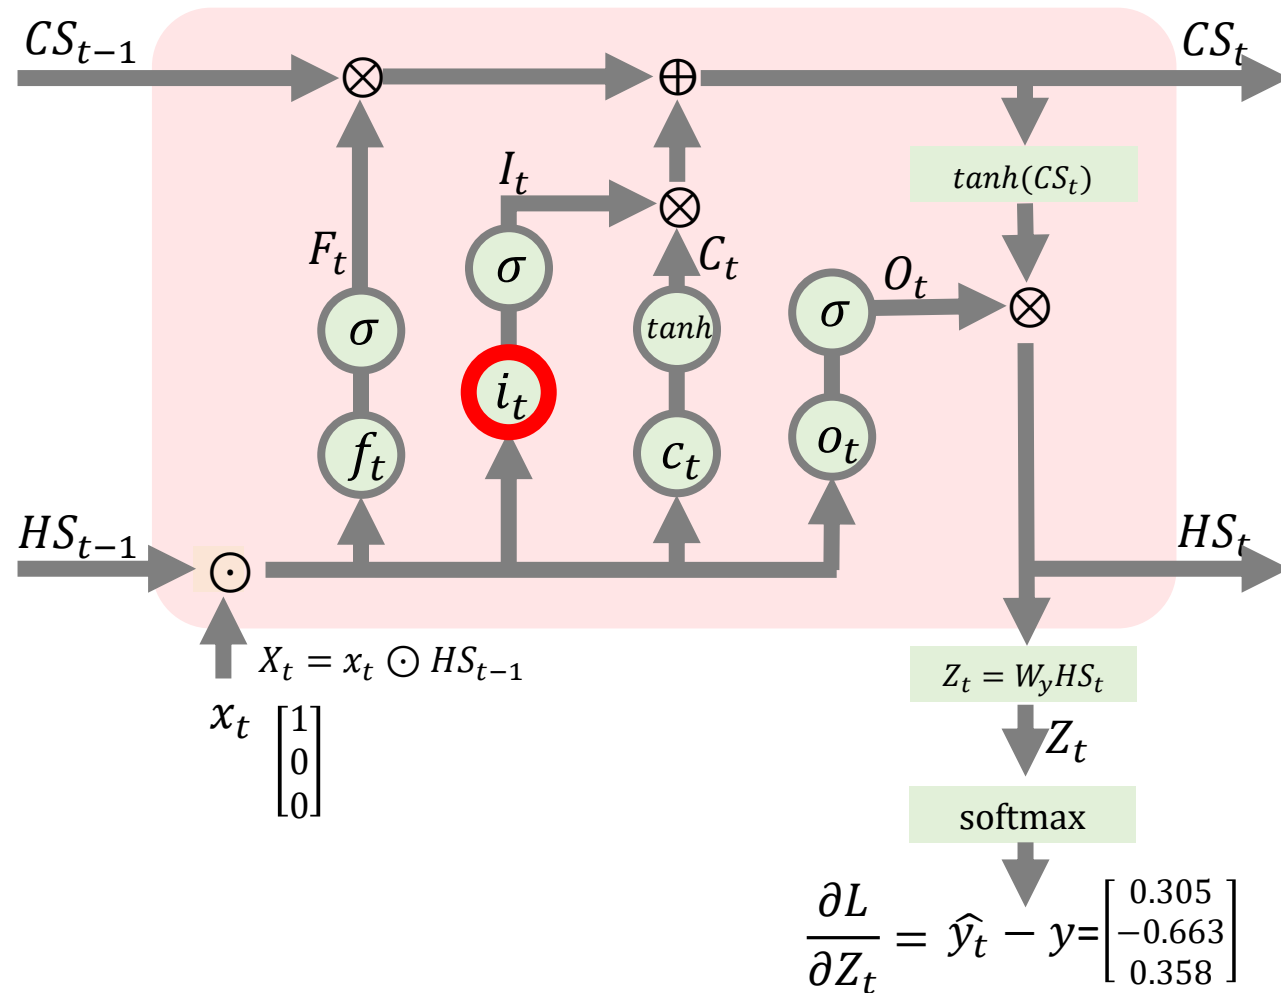 CS_{t−1}
CS_t
⊗
⊕
I_t
tanh(CS_t)
⊗
F_t
σ
C_t
O_t
σ
tanh
σ
⊗
i_t
f_t
c_t
o_t
HS_{t−1}
HS_t
⊙
X_t = x_t ⊙ HS_{t−1}
Z_t = W_y HS_t
x_t [1 0 0]
Z_t
softmax
∂L/∂Z_t = ŷ_t − y= [0.305 −0.663 0.358]